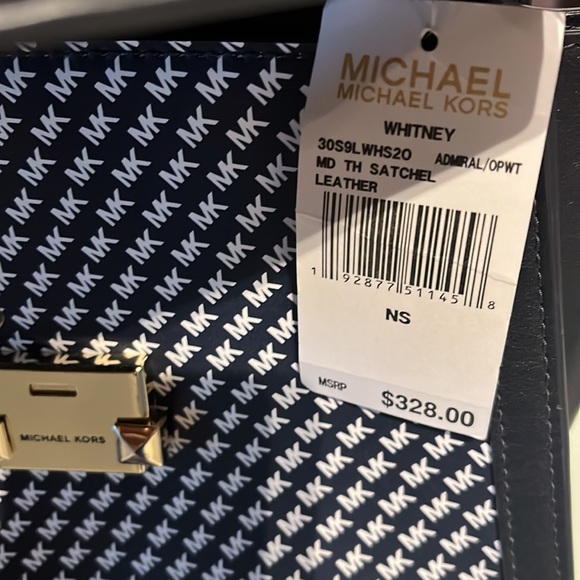 MICHAEL
MICHAEL KORS
WHITNEY
30S9LWHS2O ADMIRAL/OPWT
MD TH SATCHEL
LEATHER
1 92877 51145 8
NS
MSRP $328.00
MICHAEL KORS